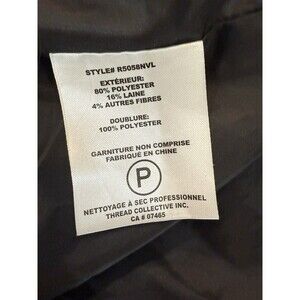 STYLE# R5058NVL
EXTÉRIEUR:
80% POLYESTER
16% LAINE
4% AUTRES FIBRES
DOUBLURE:
100% POLYESTER
GARNITURE NON COMPRISE
FABRIQUÉ EN CHINE
P
NETTOYAGE À SEC PROFESSIONNEL
THREAD COLLECTIVE INC.
CA # 07465